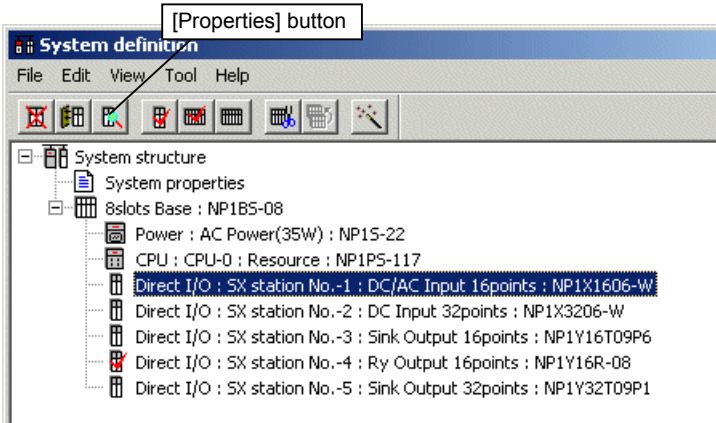 [Properties] button
System definition
File Edit View Tool Help
System structure
System properties
8slots Base : NP1BS-08
Power : AC Power(35W) : NP1S-22
CPU : CPU-0 : Resource : NP1PS-117
Direct I/O : SX station No.-1 : DC/AC Input 16points : NP1X1606-W
Direct I/O : SX station No.-2 : DC Input 32points : NP1X3206-W
Direct I/O : SX station No.-3 : Sink Output 16points : NP1Y16T09P6
Direct I/O : SX station No.-4 : Ry Output 16points : NP1Y16R-08
Direct I/O : SX station No.-5 : Sink Output 32points : NP1Y32T09P1